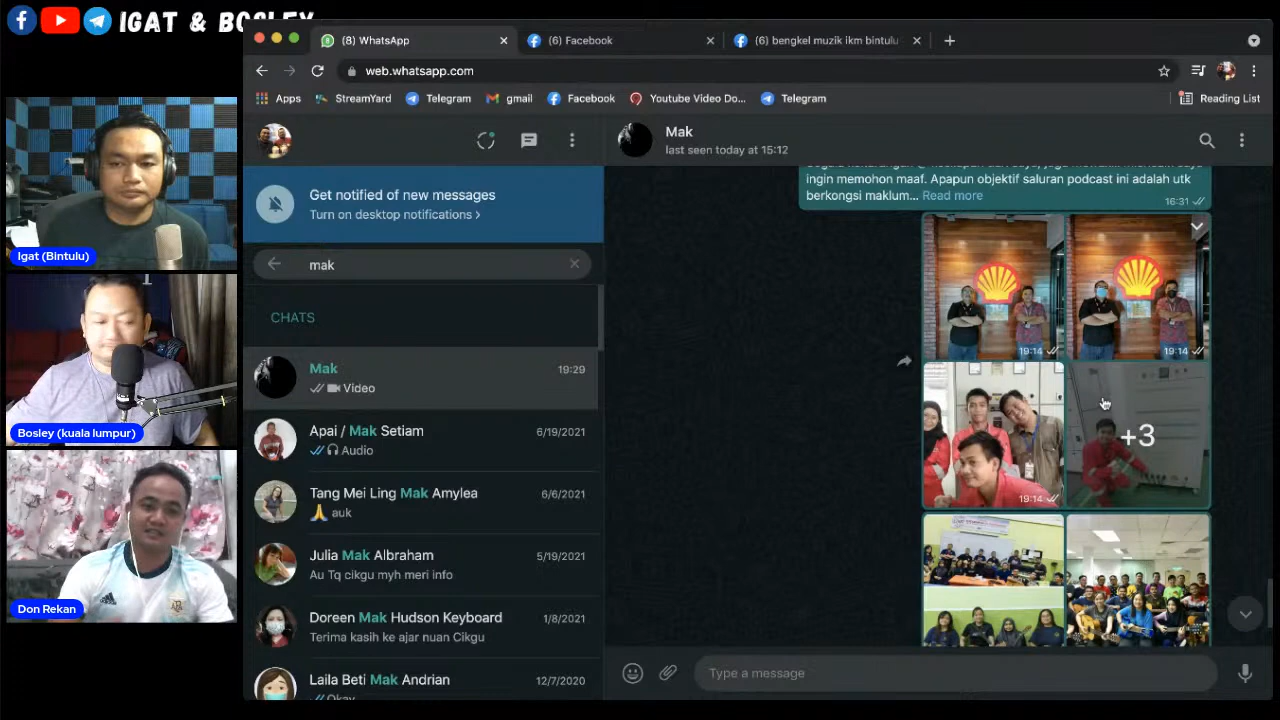 IGAT & BOSLEY
(8) WhatsApp
(6) Facebook
(6) bengkel muzik ikm bintulu
web.whatsapp.com
Apps
StreamYard
Telegram
gmail
Facebook
Youtube Video Do...
Telegram
Reading List
Igat (Bintulu)
Bosley (kuala lumpur)
Don Rekan
Get notified of new messages
Turn on desktop notifications >
mak
CHATS
Mak
19:29
Video
Apai / Mak Setiam
6/19/2021
Audio
Tang Mei Ling Mak Amylea
6/6/2021
auk
Julia Mak Albraham
5/19/2021
Au Tq cikgu myh meri info
Doreen Mak Hudson Keyboard
1/8/2021
Terima kasih ke ajar nuan Cikgu
Laila Beti Mak Andrian
12/7/2020
Okay
Mak
last seen today at 15:12
ingin memohon maaf. Apapun objektif saluran podcast ini adalah utk
berkongsi maklum... Read more
16:31
19:14
19:14
19:14
+3
Type a message